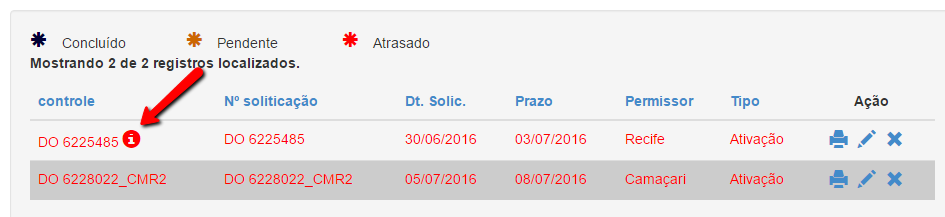 Concluído Pendente Atrasado
Mostrando 2 de 2 registros localizados.
controle Nº soliticação Dt. Solic. Prazo Permissor Tipo Ação
DO 6225485 DO 6225485 30/06/2016 03/07/2016 Recife Ativação
DO 6228022_CMR2 DO 6228022_CMR2 05/07/2016 08/07/2016 Camaçari Ativação